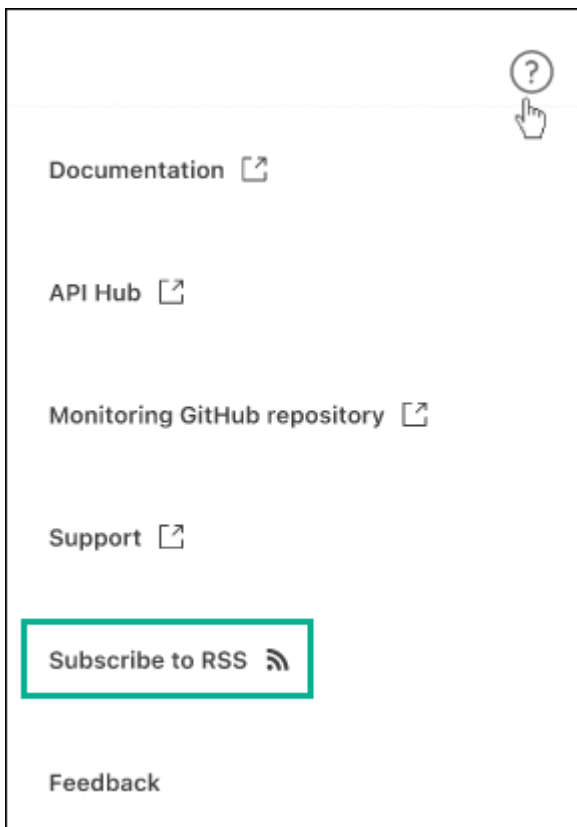 ?
Documentation
API Hub
Monitoring GitHub repository
Support
Subscribe to RSS
Feedback